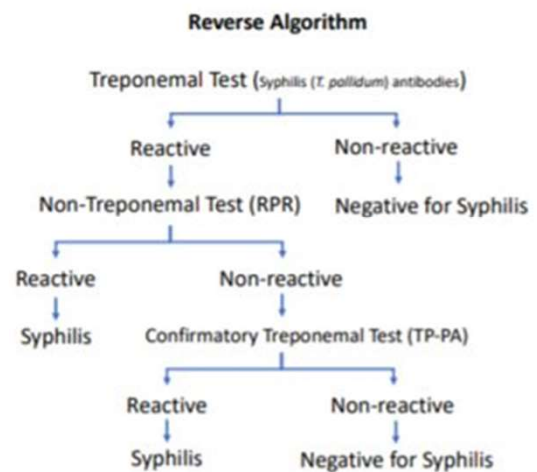 Reverse Algorithm
Treponemal Test (Syphilis (T. pallidum) antibodies)
Reactive
Non-reactive
Non-Treponemal Test (RPR)
Negative for Syphilis
Reactive
Non-reactive
Syphilis
Confirmatory Treponemal Test (TP-PA)
Reactive
Non-reactive
Syphilis
Negative for Syphilis